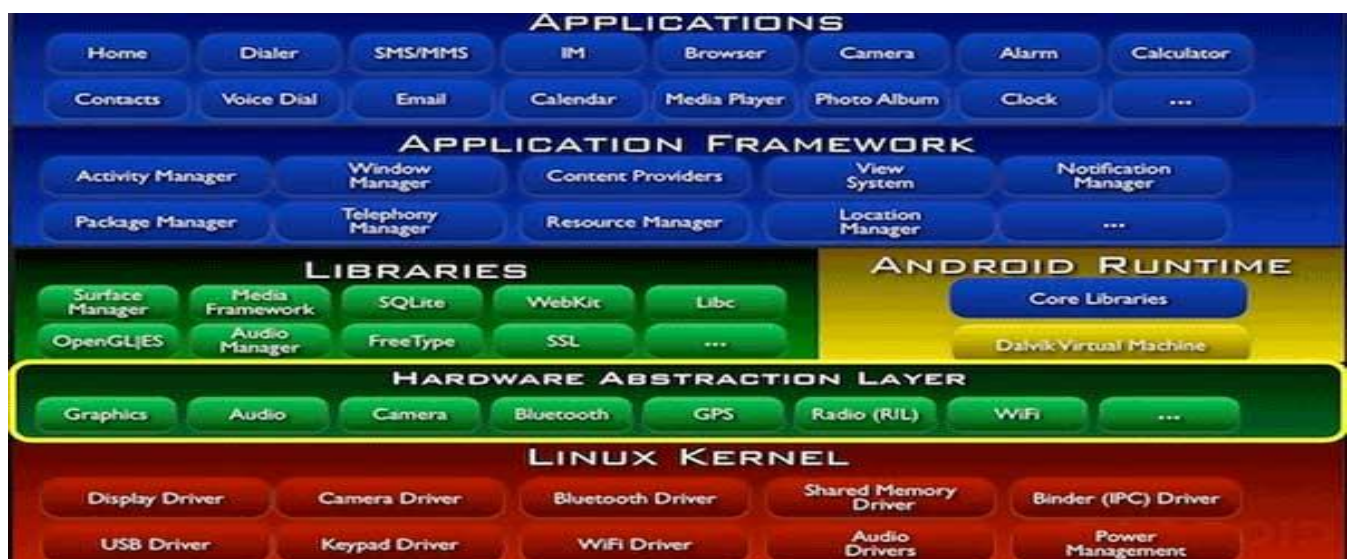 APPLICATIONS
Home Dialer SMS/MMS IM Browser Camera Alarm Calculator
Contacts Voice Dial Email Calendar Media Player Photo Album Clock ...
APPLICATION FRAMEWORK
Activity Manager Window Manager Content Providers View System Notification Manager
Package Manager Telephony Manager Resource Manager Location Manager ...
LIBRARIES
Surface Manager Media Framework SQLite WebKit Libc
OpenGL|ES Audio Manager FreeType SSL ...
ANDROID RUNTIME
Core Libraries
Dalvik Virtual Machine
HARDWARE ABSTRACTION LAYER
Graphics Audio Camera Bluetooth GPS Radio (RIL) WiFi ...
LINUX KERNEL
Display Driver Camera Driver Bluetooth Driver Shared Memory Driver Binder (IPC) Driver
USB Driver Keypad Driver WiFi Driver Audio Drivers Power Management